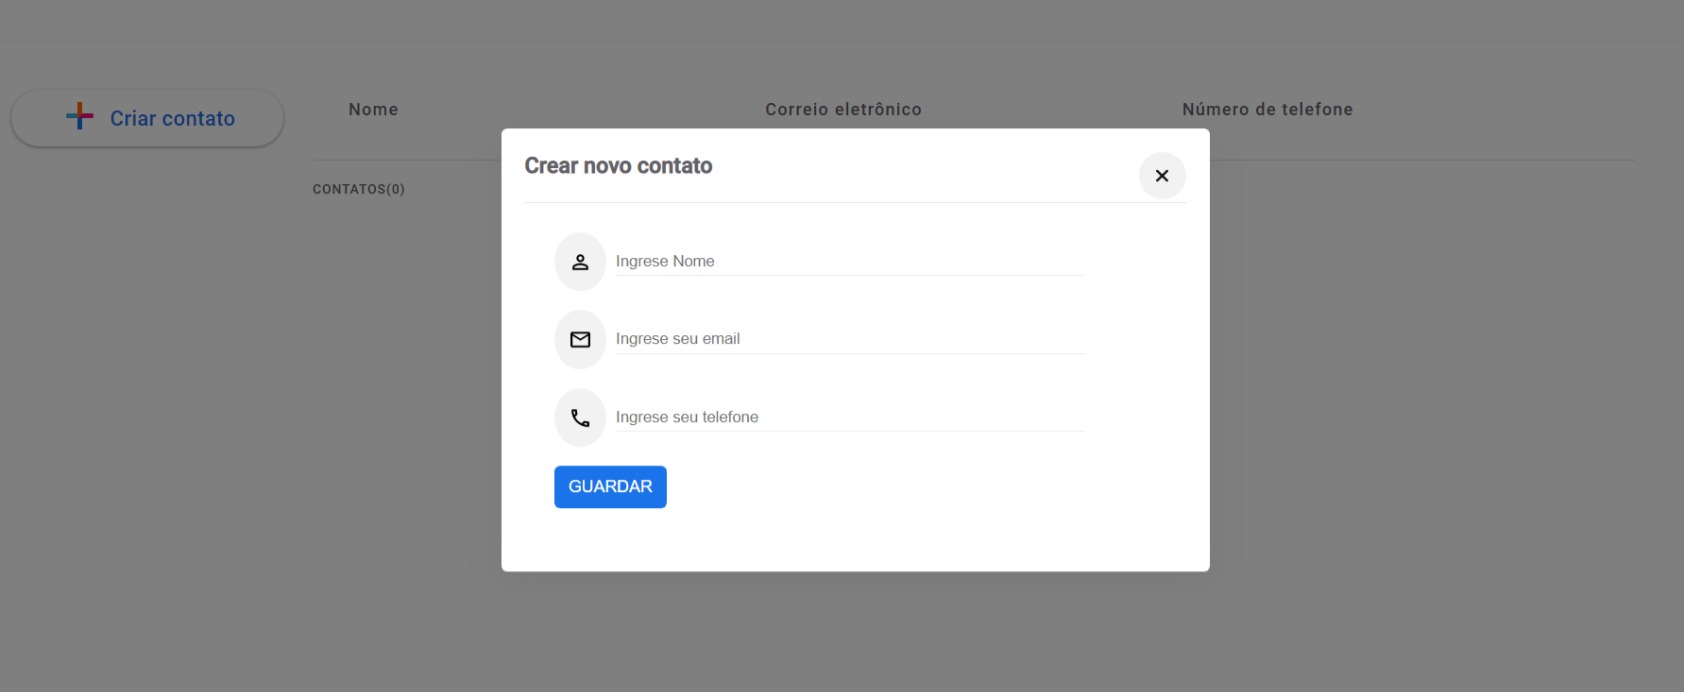 Criar contato
Nome Correio eletrônico Número de telefone
CONTATOS(0)
Crear novo contato
Ingrese Nome
Ingrese seu email
Ingrese seu telefone
GUARDAR